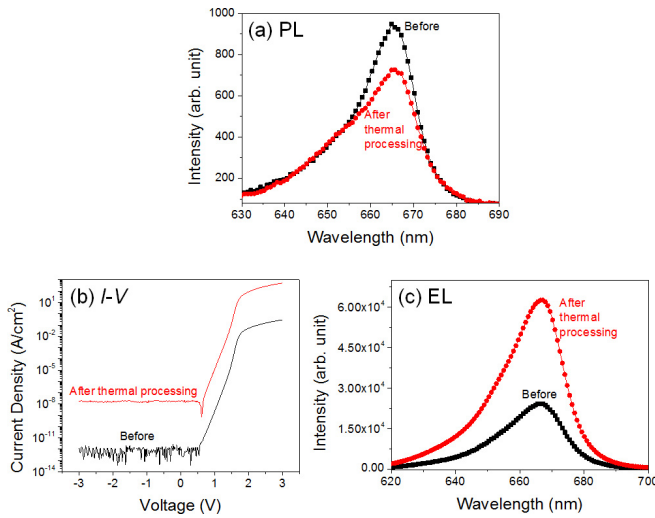 (a) PL
Before
After
thermal
processing
Intensity (arb. unit)
1000
800
600
400
200
630 640 650 660 670 680 690
Wavelength (nm)
(b) I-V
After thermal processing
Before
Current Density (A/cm²)
10¹
10⁻²
10⁻⁵
10⁻⁸
10⁻¹¹
10⁻¹⁴
-3 -2 -1 0 1 2 3
Voltage (V)
(c) EL
After
thermal
processing
Before
Intensity (arb. unit)
6.00x10⁴
4.50x10⁴
3.00x10⁴
1.50x10⁴
0.00
620 640 660 680 700
Wavelength (nm)